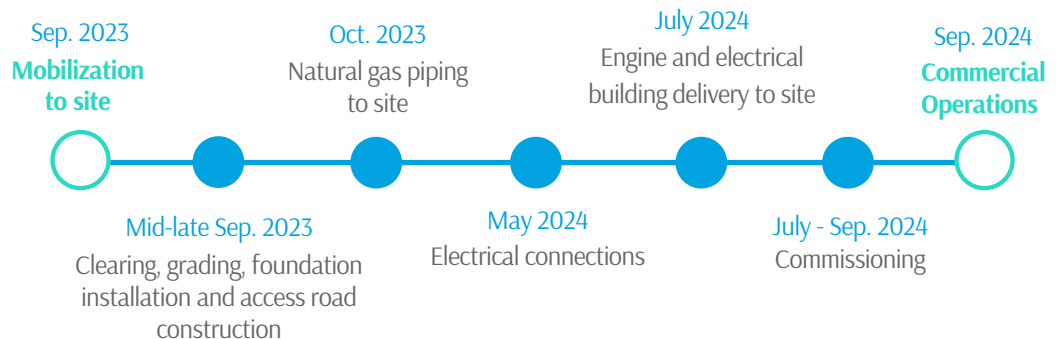 Sep. 2023
Mobilization
to site
Mid-late Sep. 2023
Clearing, grading, foundation
installation and access road
construction
Oct. 2023
Natural gas piping
to site
May 2024
Electrical connections
July 2024
Engine and electrical
building delivery to site
July - Sep. 2024
Commissioning
Sep. 2024
Commercial
Operations